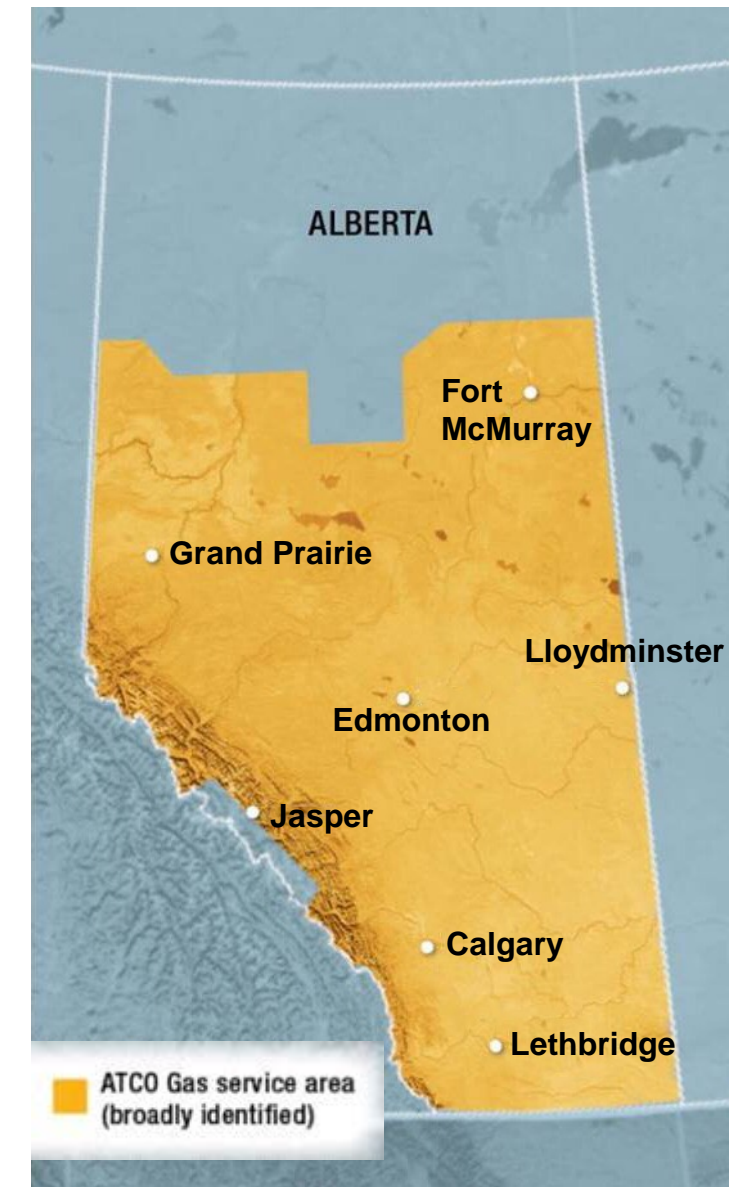 ALBERTA
Fort
McMurray
Grand Prairie
Lloydminster
Edmonton
Jasper
Calgary
Lethbridge
ATCO Gas service area
(broadly identified)